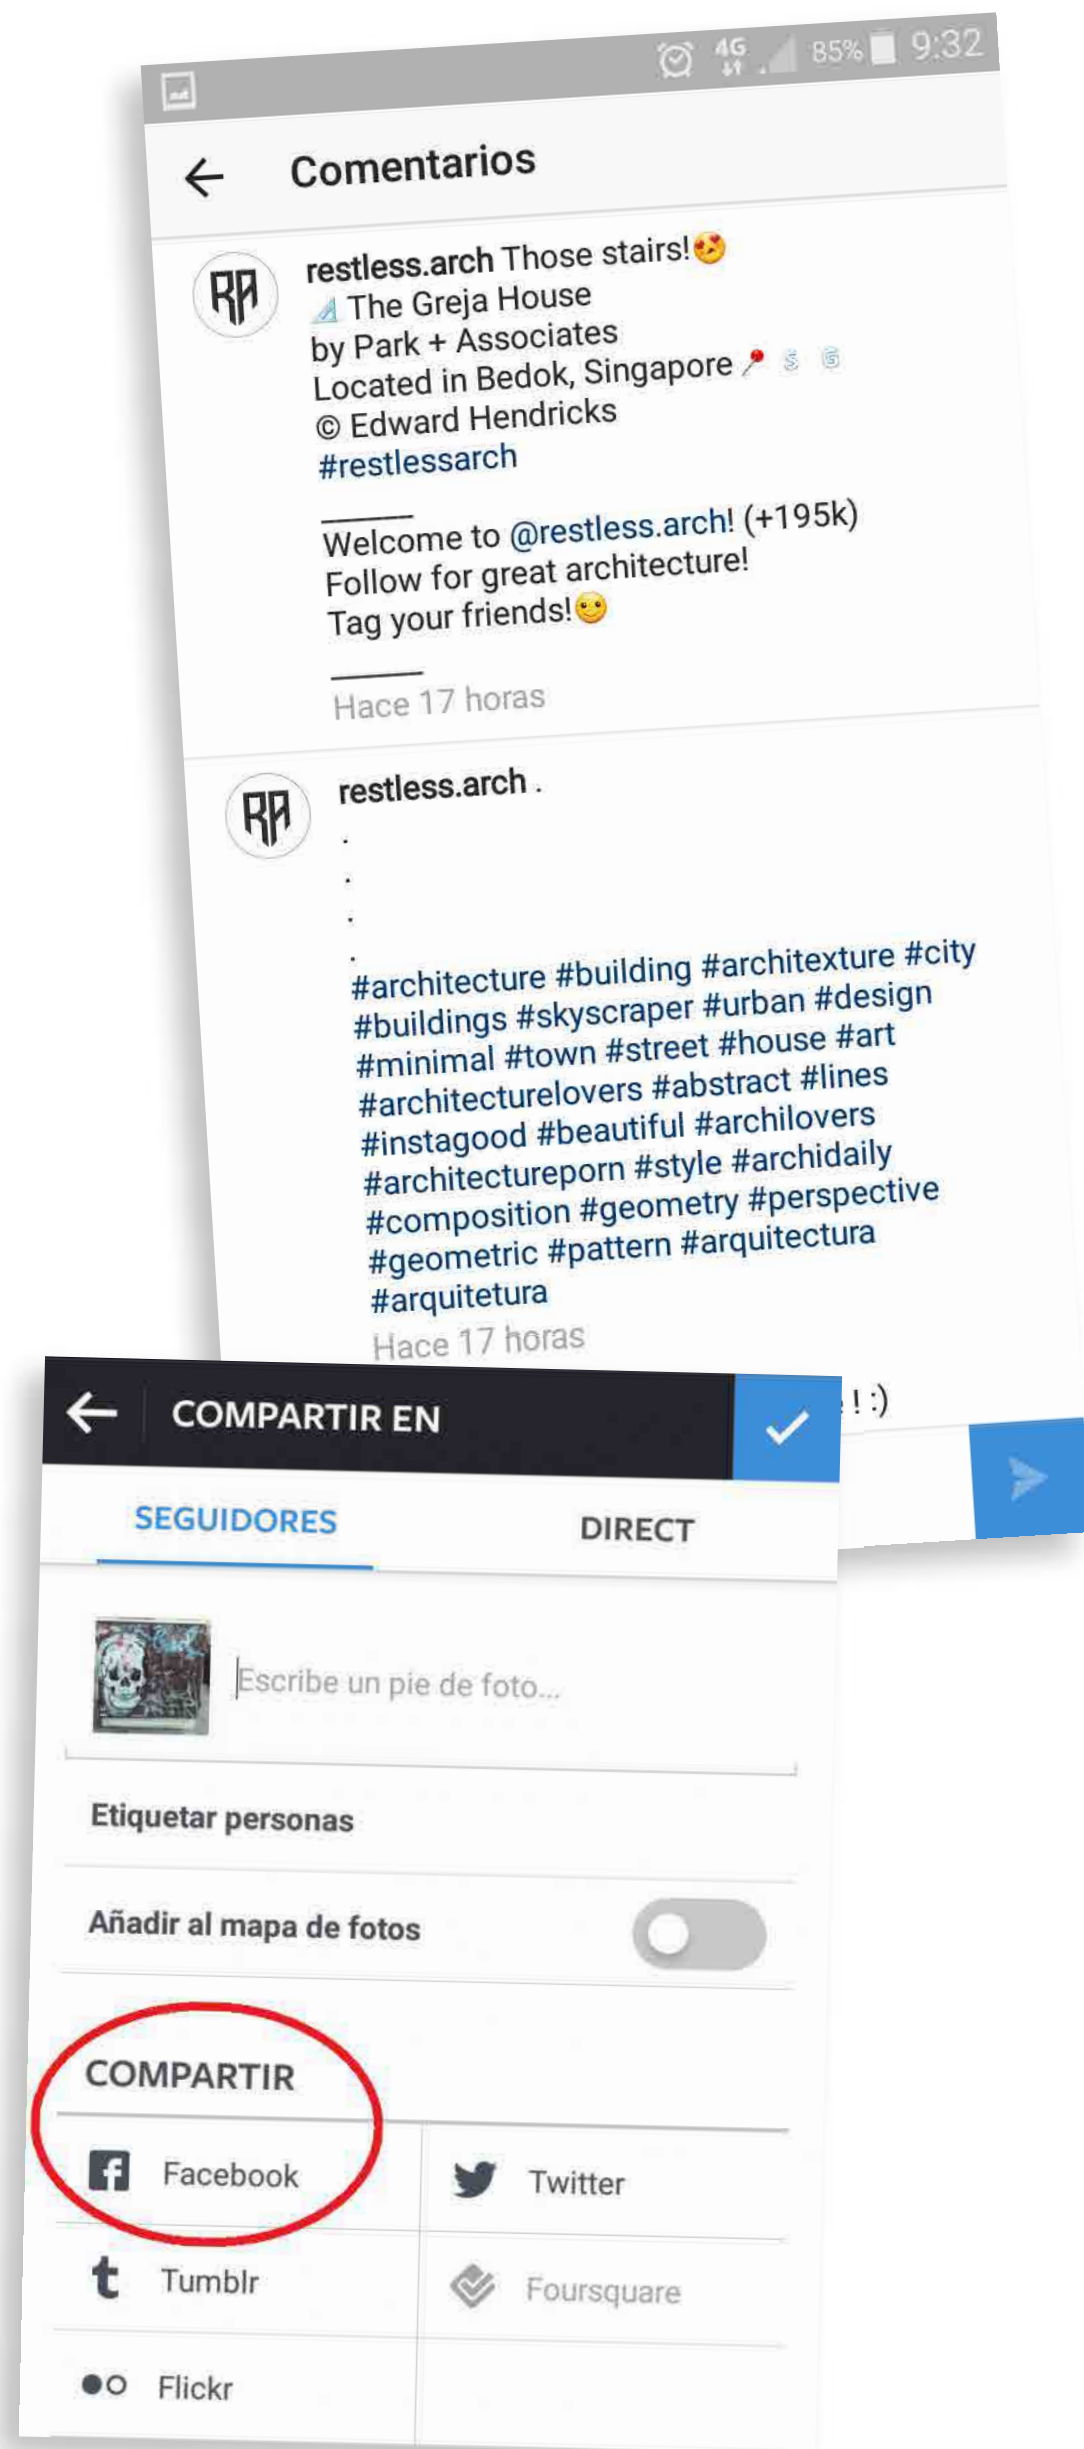 4G 85% 9:32
Comentarios
RA
restless.arch Those stairs!😍
📐 The Greja House
by Park + Associates
Located in Bedok, Singapore 📍 S G
© Edward Hendricks
#restlessarch
Welcome to @restless.arch! (+195k)
Follow for great architecture!
Tag your friends!🙂
Hace 17 horas
RA
restless.arch .
.
.
.
.
#architecture #building #architexture #city
#buildings #skyscraper #urban #design
#minimal #town #street #house #art
#architecturelovers #abstract #lines
#instagood #beautiful #archilovers
#architectureporn #style #archidaily
#composition #geometry #perspective
#geometric #pattern #arquitectura
#arquitetura
Hace 17 horas
! :)
COMPARTIR EN
SEGUIDORES DIRECT
Escribe un pie de foto...
Etiquetar personas
Añadir al mapa de fotos
COMPARTIR
Facebook Twitter
Tumblr Foursquare
Flickr